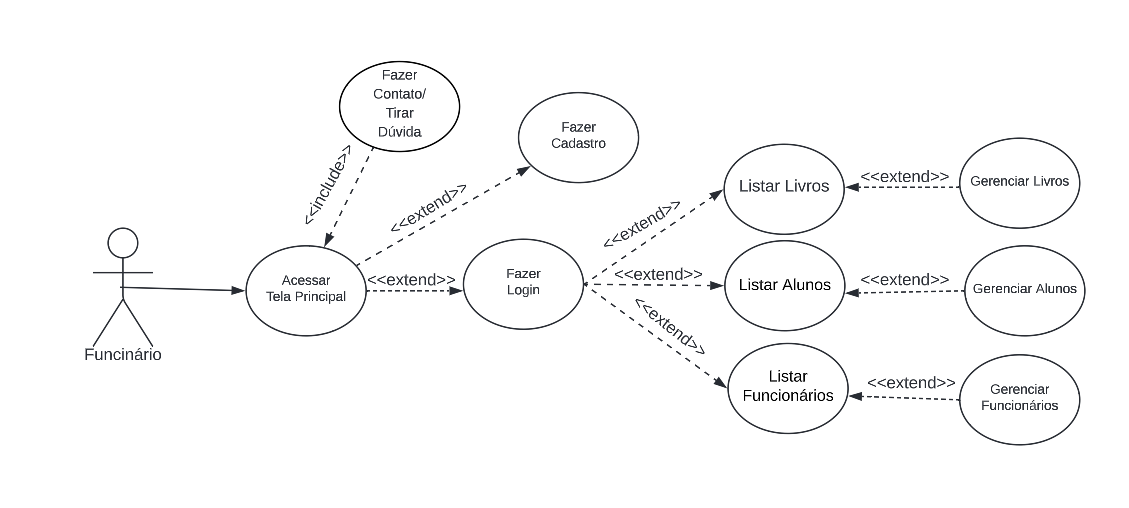 Fazer
Contato/
Tirar
Dúvida
<<include>>
Fazer
Cadastro
<<extend>>
Funcinário
Acessar
Tela Principal
<<extend>>
Fazer
Login
<<extend>>
<<extend>>
<<extend>>
Listar Livros
<<extend>>
Gerenciar Livros
Listar Alunos
<<extend>>
Gerenciar Alunos
Listar
Funcionários
<<extend>>
Gerenciar
Funcionários